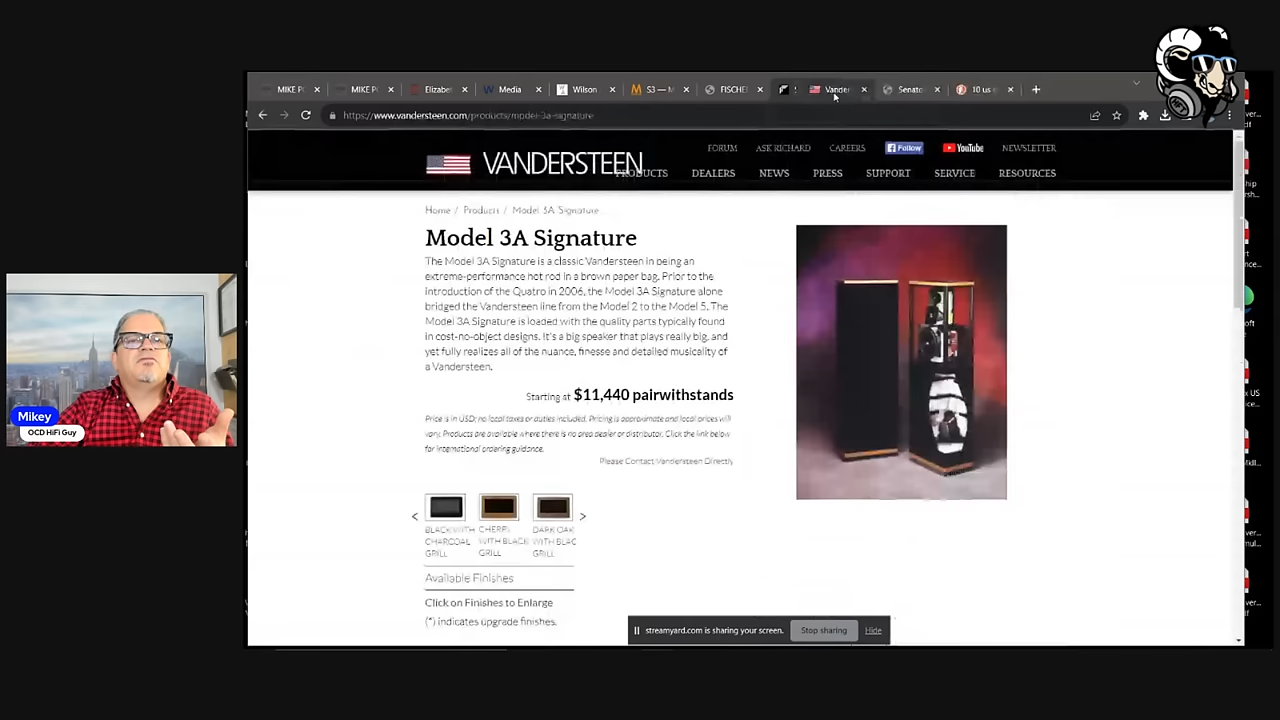 MIKE P
MIKE P
Elizabe
Media
Wilson
S3 — M
FISCHE
Vander
Senato
10 us
https://www.vandersteen.com/products/model-3a-signature
FORUM
ASK RICHARD
CAREERS
Follow
YouTube
NEWSLETTER
VANDERSTEEN
PRODUCTS
DEALERS
NEWS
PRESS
SUPPORT
SERVICE
RESOURCES
Home / Products / Model 3A Signature
Model 3A Signature
The Model 3A Signature is a classic Vandersteen in being an
extreme-performance hot rod in a brown paper bag. Prior to the
introduction of the Quatro in 2006, the Model 3A Signature alone
bridged the Vandersteen line from the Model 2 to the Model 5. The
Model 3A Signature is loaded with the quality parts typically found
in cost-no-object designs. It's a big speaker that plays really big, and
yet fully realizes all of the nuance, finesse and detailed musicality of
a Vandersteen.
Starting at $11,440 pairwithstands
Price is in USD; no local taxes or duties included. Pricing is approximate and local prices will
vary. Products are available where there is no area dealer or distributor. Click the link below
for international ordering guidance.
Please Contact Vandersteen Directly
BLACK WITH
CHARCOAL
GRILL
CHERRY
WITH BLACK
GRILL
DARK OAK
WITH BLAC
GRILL
Available Finishes
Click on Finishes to Enlarge
(*) indicates upgrade finishes.
streamyard.com is sharing your screen.
Stop sharing
Hide
Mikey
OCD HiFi Guy